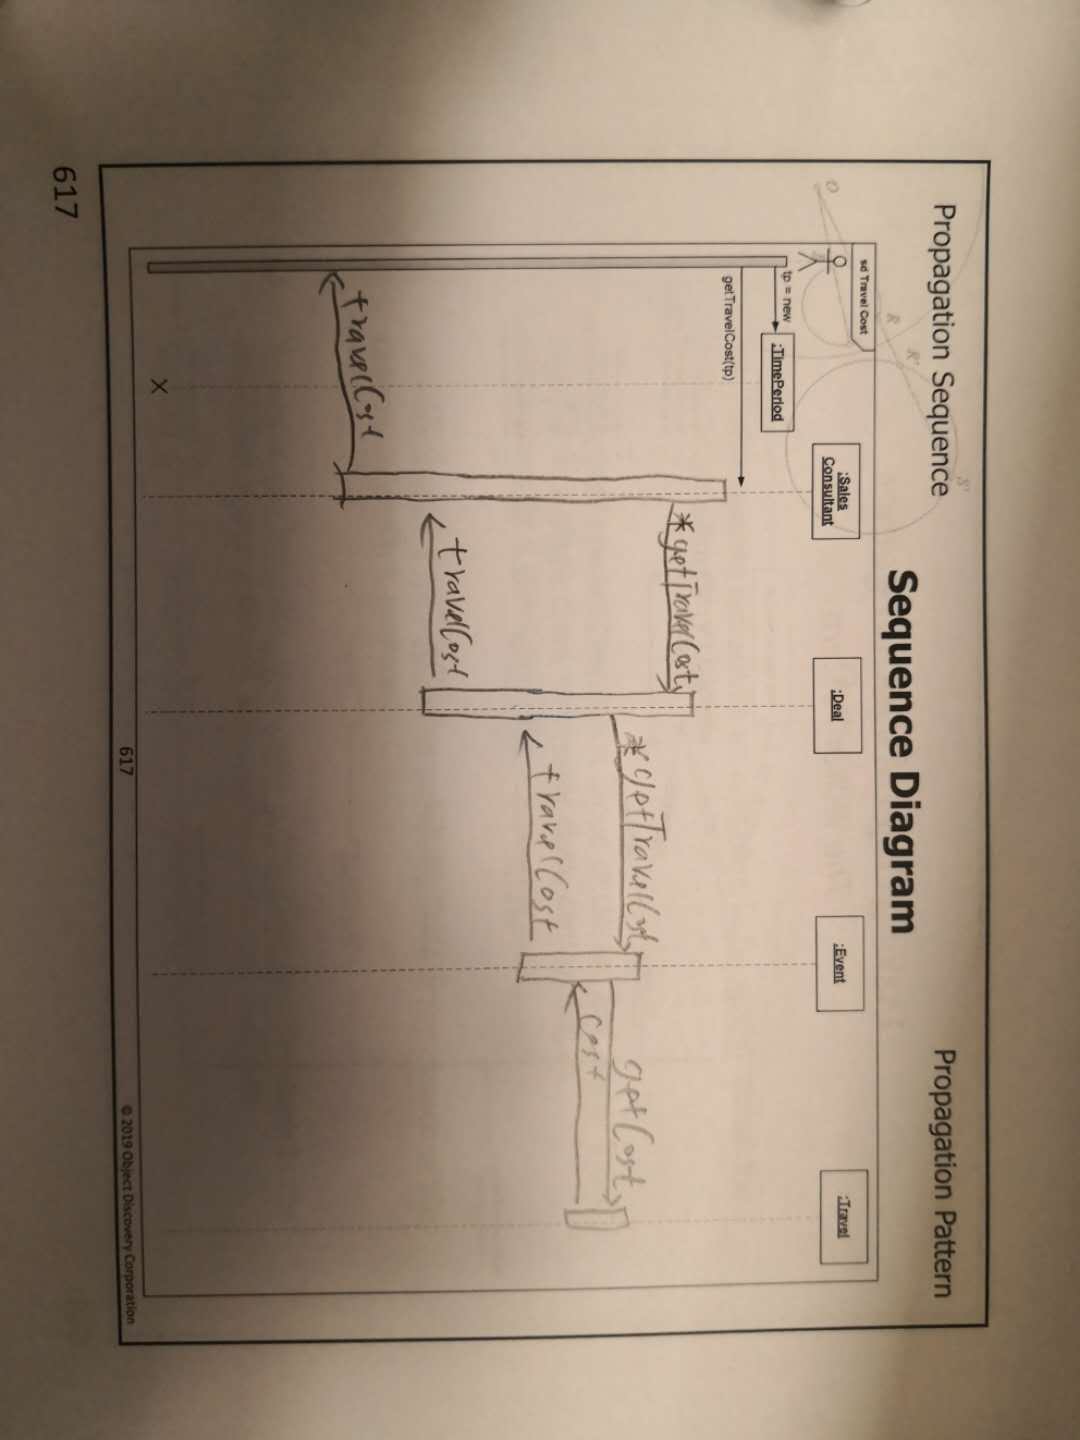 Propagation Sequence
Propagation Pattern
Sequence Diagram
sd Travel Cost
:Sales
Consultant
:Deal
:Event
:Travel
tp = new
:TimePeriod
getTravelCost(tp)
*getTravelCost
*getTravelCost
getCost
cost
travelCost
travelCost
travelCost
X
617
© 2019 Object Discovery Corporation
617